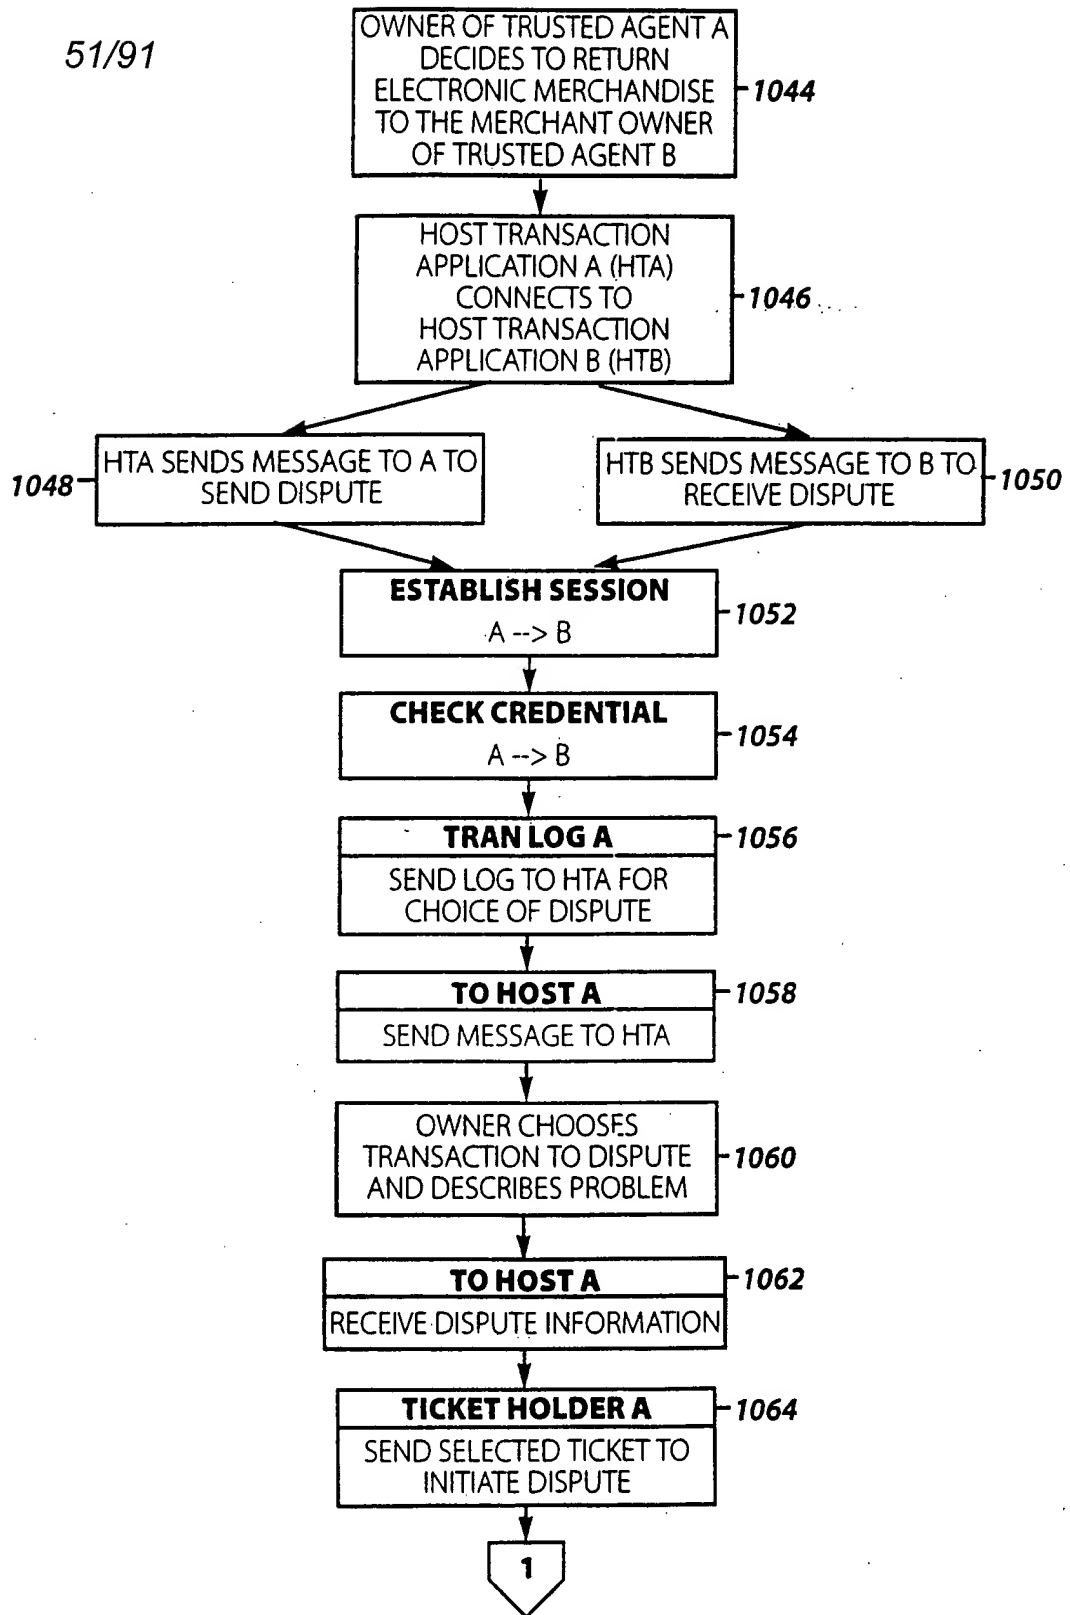 51/91
OWNER OF TRUSTED AGENT A
DECIDES TO RETURN
ELECTRONIC MERCHANDISE
TO THE MERCHANT OWNER
OF TRUSTED AGENT B
1044
HOST TRANSACTION
APPLICATION A (HTA)
CONNECTS TO
HOST TRANSACTION
APPLICATION B (HTB)
1046
1048
HTA SENDS MESSAGE TO A TO
SEND DISPUTE
HTB SENDS MESSAGE TO B TO
RECEIVE DISPUTE
1050
ESTABLISH SESSION
A --> B
1052
CHECK CREDENTIAL
A --> B
1054
TRAN LOG A
1056
SEND LOG TO HTA FOR
CHOICE OF DISPUTE
TO HOST A
1058
SEND MESSAGE TO HTA
OWNER CHOOSES
TRANSACTION TO DISPUTE
AND DESCRIBES PROBLEM
1060
TO HOST A
1062
RECEIVE DISPUTE INFORMATION
TICKET HOLDER A
1064
SEND SELECTED TICKET TO
INITIATE DISPUTE
1